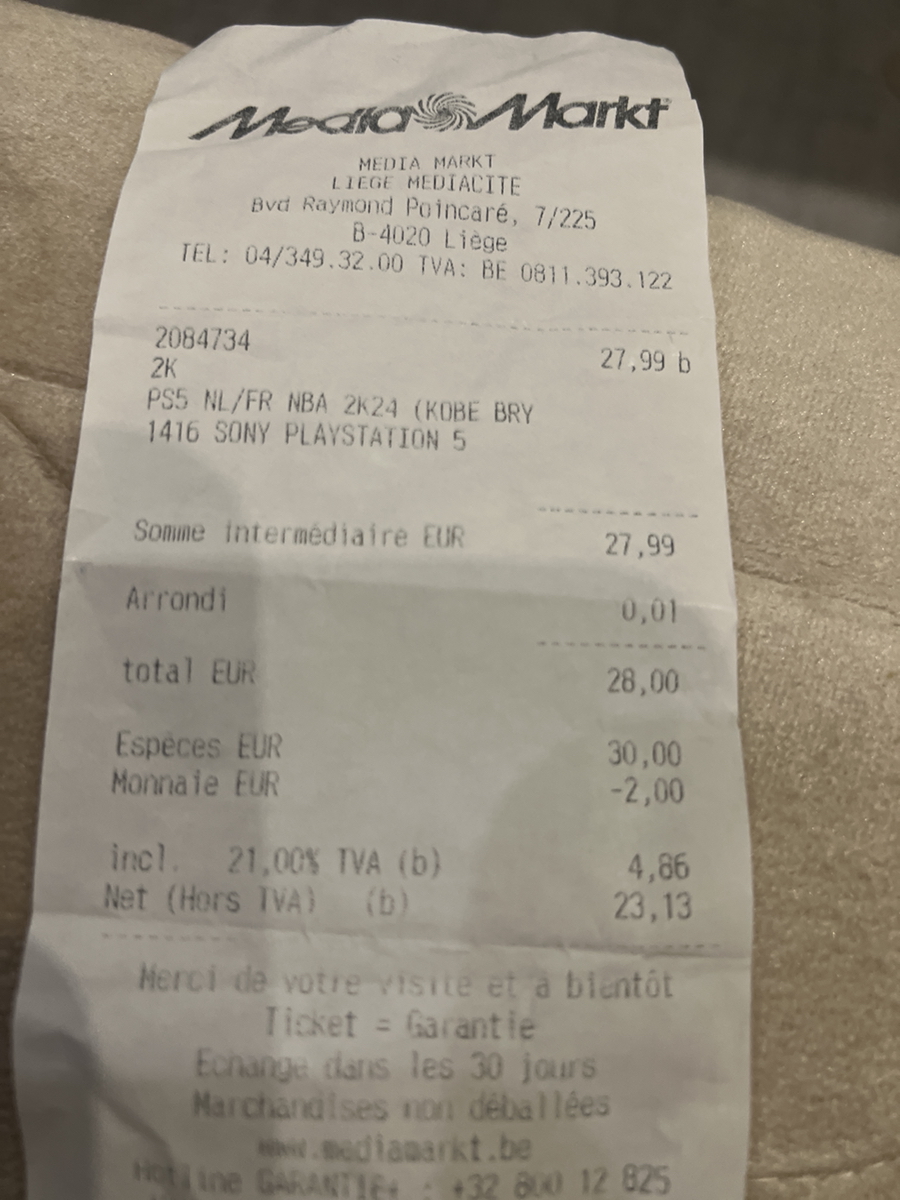 Media Markt
MEDIA MARKT
LIEGE MEDIACITE
Bvd Raymond Poincaré, 7/225
B-4020 Liège
TEL: 04/349.32.00 TVA: BE 0811.393.122
2084734 27,99 b
2K
PS5 NL/FR NBA 2K24 (KOBE BRY
1416 SONY PLAYSTATION 5
Somme intermédiaire EUR 27,99
Arrondi 0,01
total EUR 28,00
Espèces EUR 30,00
Monnaie EUR -2,00
incl. 21,00% TVA (b) 4,86
Net (Hors TVA) (b) 23,13
Merci de votre visite et à bientôt
Ticket = Garantie
Echange dans les 30 jours
Marchandises non déballées
www.mediamarkt.be
Hotline GARANTIE+ : +32 800 12 825